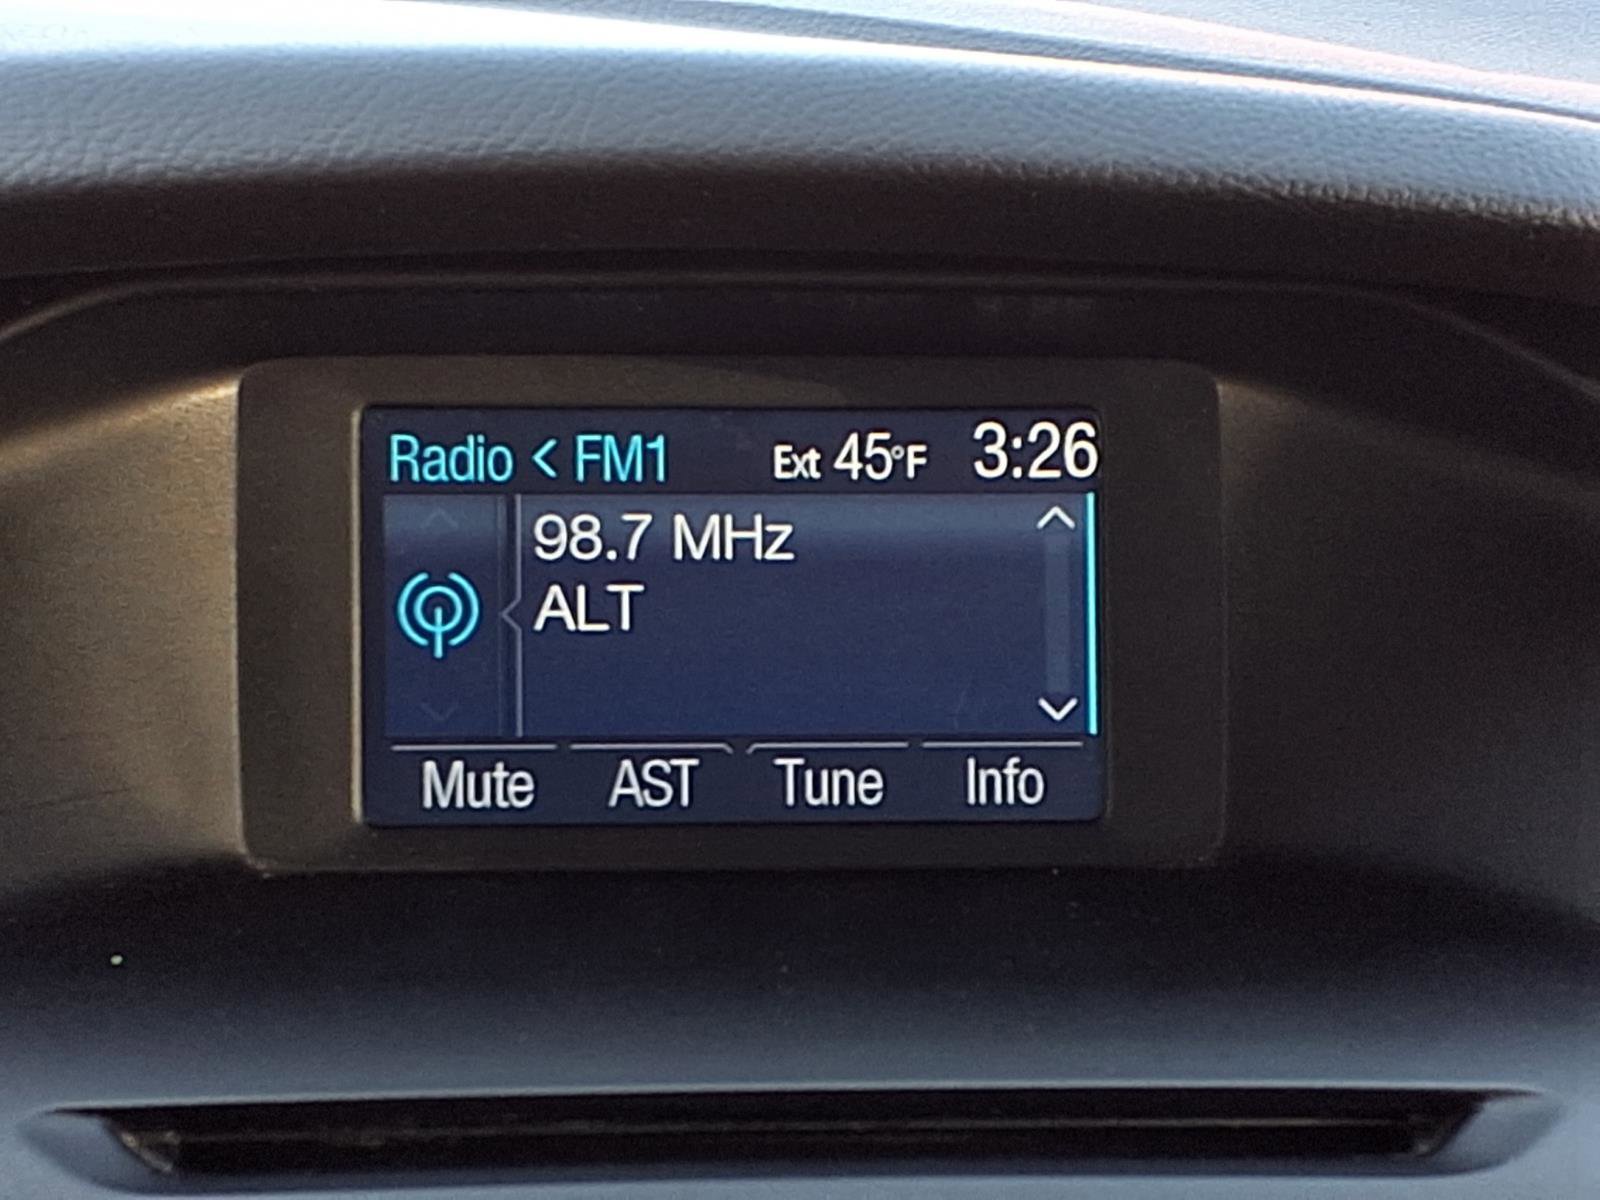 Radio < FM1 Ext 45°F 3:26
98.7 MHz
ALT
Mute AST Tune Info